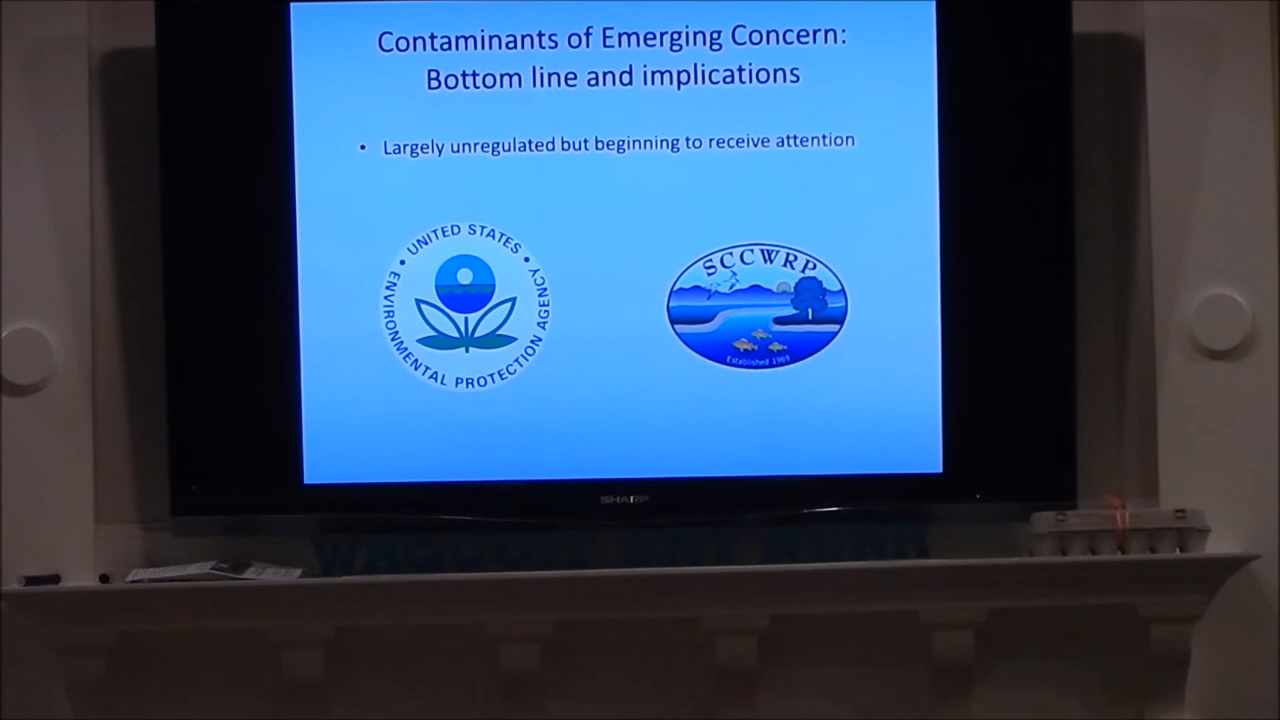 Contaminants of Emerging Concern:
Bottom line and implications
• Largely unregulated but beginning to receive attention
UNITED STATES
• ENVIRONMENTAL PROTECTION AGENCY •
SCCWRP
Established 1969
SHARP